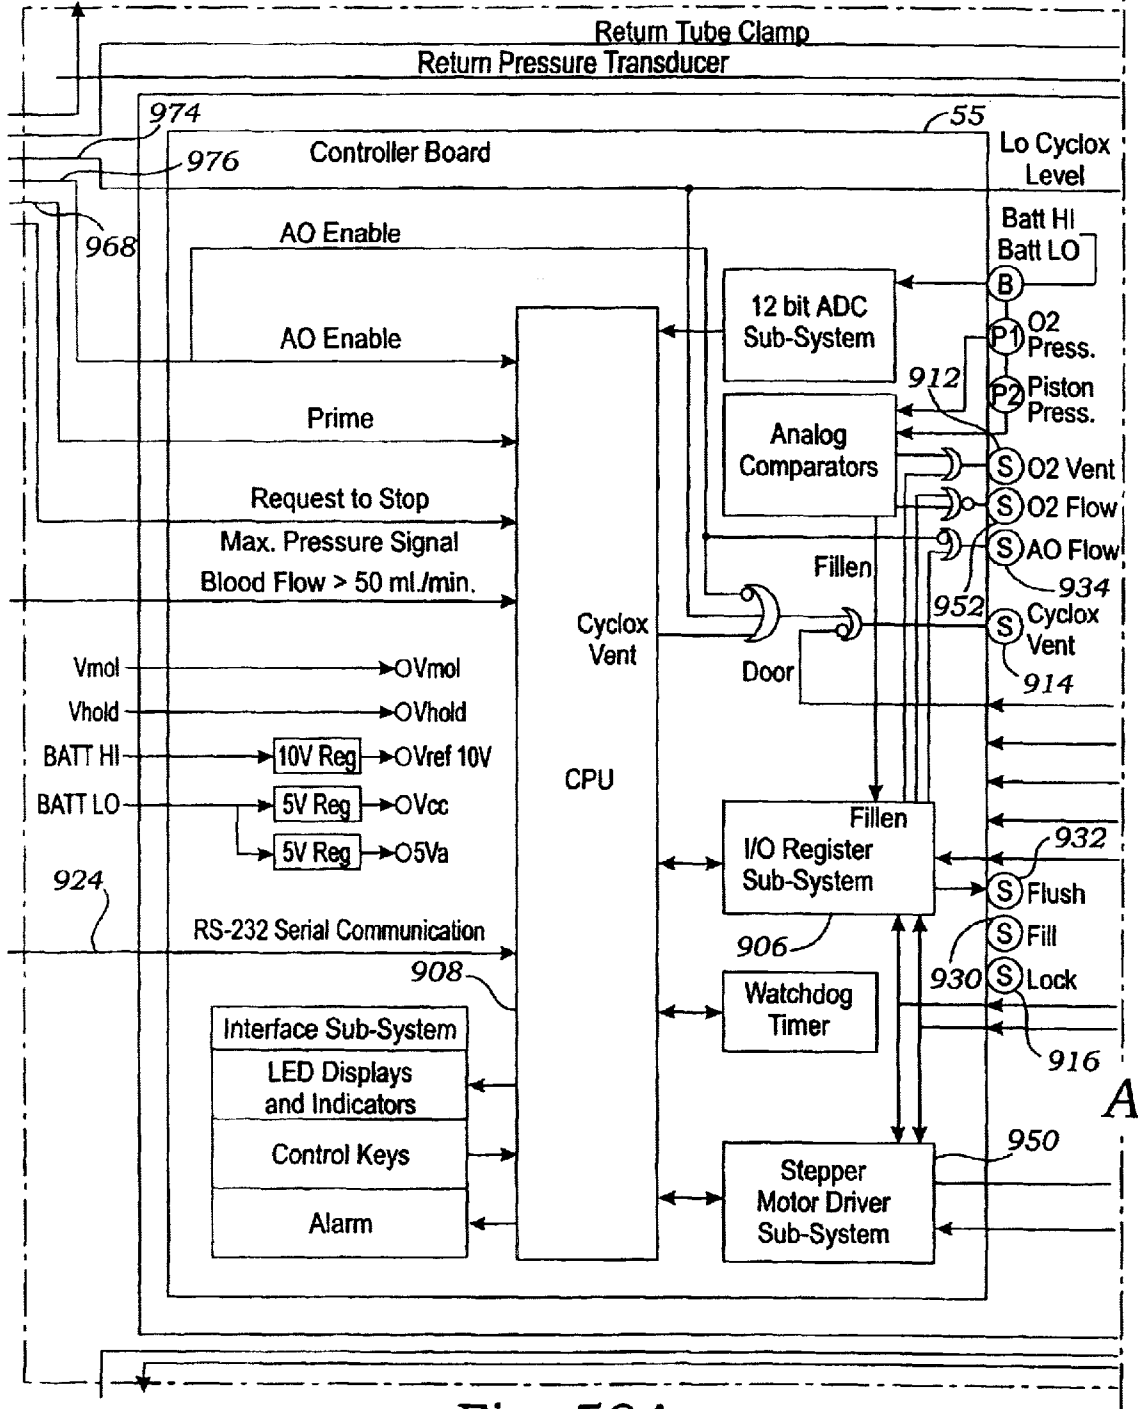 Return Tube Clamp
Return Pressure Transducer
974
55
976
Controller Board
Lo Cyclox
Level
968
AO Enable
Batt HI
Batt LO
B
12 bit ADC
Sub-System
AO Enable
P1
O2
Press.
912
P2
Piston
Press.
Prime
Analog
Comparators
S
O2 Vent
Request to Stop
S
O2 Flow
Max. Pressure Signal
S
AO Flow
Fillen
Blood Flow > 50 ml./min.
934
952
Cyclox
Vent
S
Cyclox
Vent
Door
914
Vmol
Vmol
Vhold
Vhold
BATT HI
10V Reg
Vref 10V
CPU
BATT LO
5V Reg
Vcc
Fillen
5V Reg
5Va
I/O Register
Sub-System
932
924
S
Flush
RS-232 Serial Communication
906
S
Fill
908
930
S
Lock
Watchdog
Timer
Interface Sub-System
916
LED Displays
and Indicators
A
Control Keys
950
Stepper
Motor Driver
Sub-System
Alarm